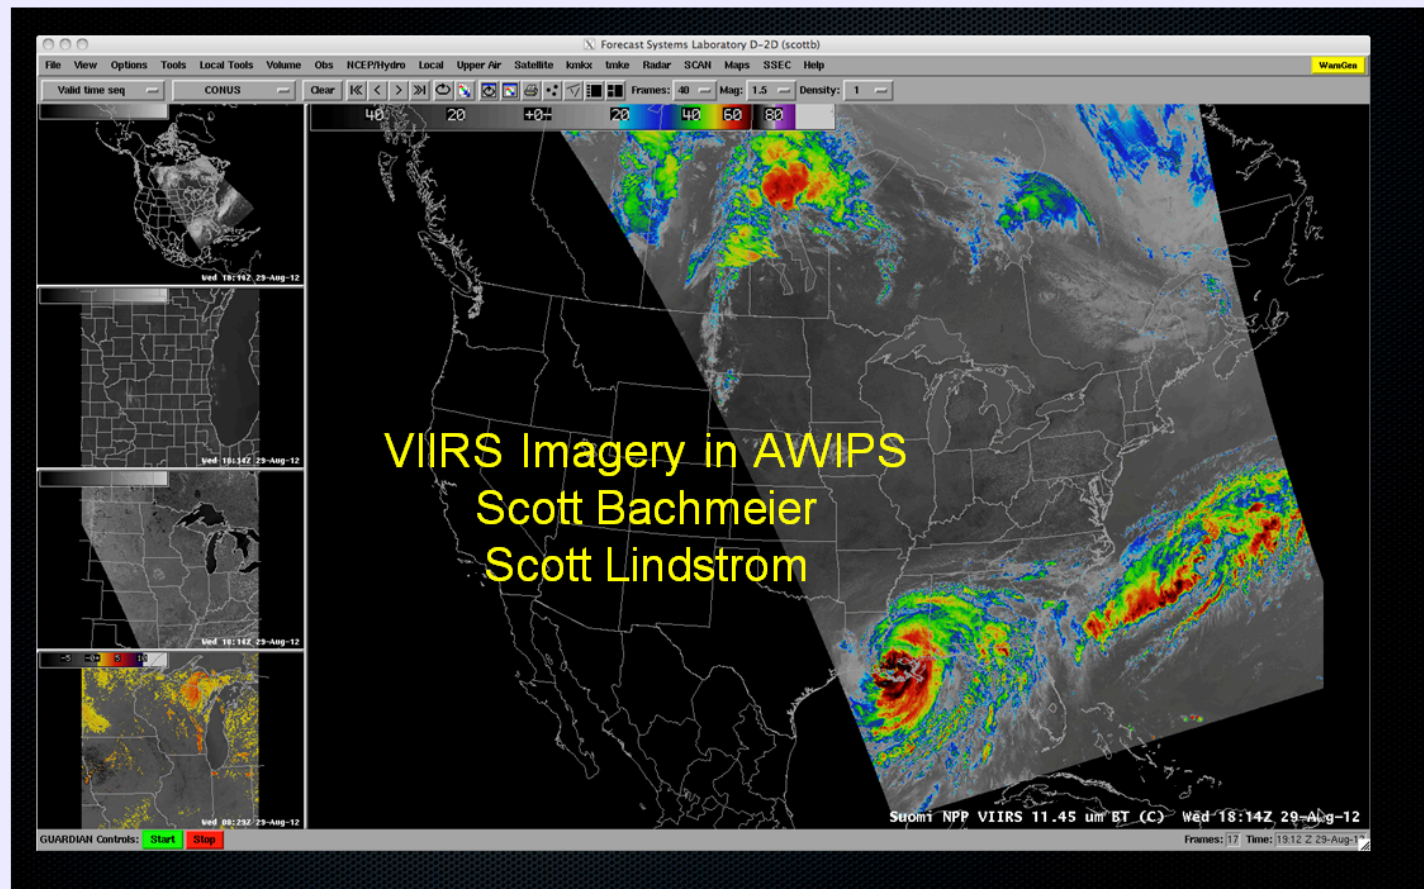 Forecast Systems Laboratory D-2D (scottb)
File View Options Tools Local Tools Volume Obs NCEP/Hydro Local Upper Air Satellite kmkx tmke Radar SCAN Maps SSEC Help WarnGen
Valid time seq CONUS Clear Frames: 40 Mag: 1.5 Density: 1
40 20 +0- 20 40 60 80
Wed 18:14Z 29-Aug-12
Wed 18:14Z 29-Aug-12
Wed 18:14Z 29-Aug-12
-5 -0+ 5 10
Wed 08:29Z 29-Aug-12
VIIRS Imagery in AWIPS
Scott Bachmeier
Scott Lindstrom
Suomi NPP VIIRS 11.45 um BT (C) Wed 18:14Z 29-Aug-12
GUARDIAN Controls: Start Stop
Frames: 17 Time: 19:12 Z 29-Aug-1